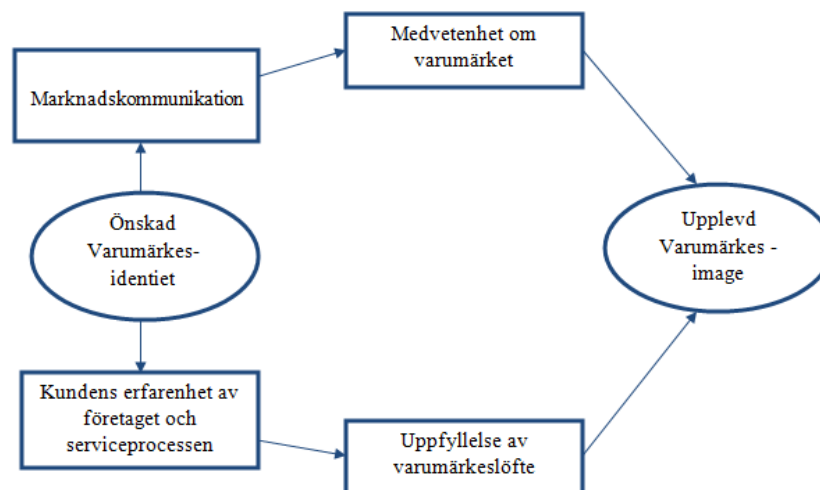 Medvetenhet om
varumärket
Marknadskommunikation
Önskad
Varumärkes-
identiet
Upplevd
Varumärkes -
image
Kundens erfarenhet av
företaget och
serviceprocessen
Uppfyllelse av
varumärkeslöfte